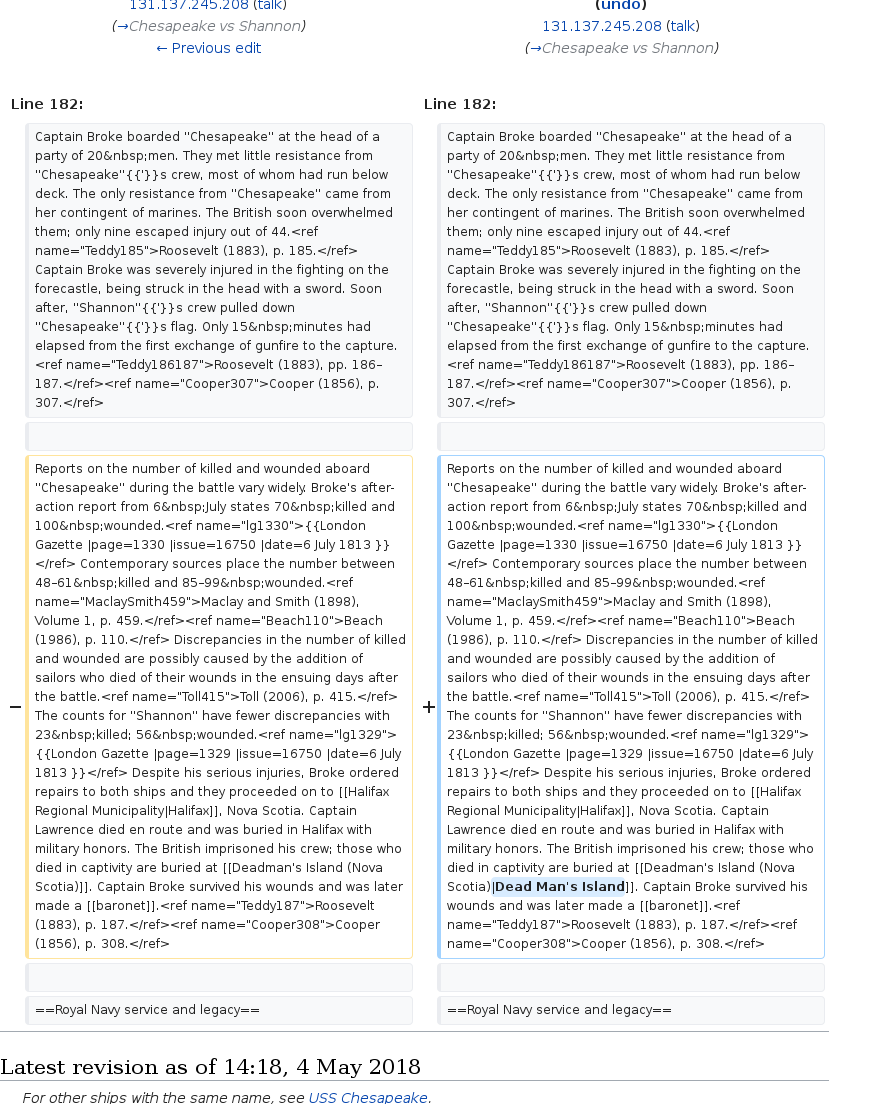 131.137.245.208 (talk)
(→Chesapeake vs Shannon)
← Previous edit
(undo)
131.137.245.208 (talk)
(→Chesapeake vs Shannon)
Line 182:
Captain Broke boarded ''Chesapeake'' at the head of a
party of 20&nbsp;men. They met little resistance from
''Chesapeake''{{'}}s crew, most of whom had run below
deck. The only resistance from ''Chesapeake'' came from
her contingent of marines. The British soon overwhelmed
them; only nine escaped injury out of 44.<ref
name="Teddy185">Roosevelt (1883), p. 185.</ref>
Captain Broke was severely injured in the fighting on the
forecastle, being struck in the head with a sword. Soon
after, ''Shannon''{{'}}s crew pulled down
''Chesapeake''{{'}}s flag. Only 15&nbsp;minutes had
elapsed from the first exchange of gunfire to the capture.
<ref name="Teddy186187">Roosevelt (1883), pp. 186–
187.</ref><ref name="Cooper307">Cooper (1856), p.
307.</ref>
− Reports on the number of killed and wounded aboard
''Chesapeake'' during the battle vary widely. Broke's after-
action report from 6&nbsp;July states 70&nbsp;killed and
100&nbsp;wounded.<ref name="lg1330">{{London
Gazette |page=1330 |issue=16750 |date=6 July 1813 }}
</ref> Contemporary sources place the number between
48–61&nbsp;killed and 85–99&nbsp;wounded.<ref
name="MaclaySmith459">Maclay and Smith (1898),
Volume 1, p. 459.</ref><ref name="Beach110">Beach
(1986), p. 110.</ref> Discrepancies in the number of killed
and wounded are possibly caused by the addition of
sailors who died of their wounds in the ensuing days after
the battle.<ref name="Toll415">Toll (2006), p. 415.</ref>
The counts for ''Shannon'' have fewer discrepancies with
23&nbsp;killed; 56&nbsp;wounded.<ref name="lg1329">
{{London Gazette |page=1329 |issue=16750 |date=6 July
1813 }}</ref> Despite his serious injuries, Broke ordered
repairs to both ships and they proceeded on to [[Halifax
Regional Municipality|Halifax]], Nova Scotia. Captain
Lawrence died en route and was buried in Halifax with
military honors. The British imprisoned his crew; those who
died in captivity are buried at [[Deadman's Island (Nova
Scotia)]]. Captain Broke survived his wounds and was later
made a [[baronet]].<ref name="Teddy187">Roosevelt
(1883), p. 187.</ref><ref name="Cooper308">Cooper
(1856), p. 308.</ref>
==Royal Navy service and legacy==
Line 182:
Captain Broke boarded ''Chesapeake'' at the head of a
party of 20&nbsp;men. They met little resistance from
''Chesapeake''{{'}}s crew, most of whom had run below
deck. The only resistance from ''Chesapeake'' came from
her contingent of marines. The British soon overwhelmed
them; only nine escaped injury out of 44.<ref
name="Teddy185">Roosevelt (1883), p. 185.</ref>
Captain Broke was severely injured in the fighting on the
forecastle, being struck in the head with a sword. Soon
after, ''Shannon''{{'}}s crew pulled down
''Chesapeake''{{'}}s flag. Only 15&nbsp;minutes had
elapsed from the first exchange of gunfire to the capture.
<ref name="Teddy186187">Roosevelt (1883), pp. 186–
187.</ref><ref name="Cooper307">Cooper (1856), p.
307.</ref>
+ Reports on the number of killed and wounded aboard
''Chesapeake'' during the battle vary widely. Broke's after-
action report from 6&nbsp;July states 70&nbsp;killed and
100&nbsp;wounded.<ref name="lg1330">{{London
Gazette |page=1330 |issue=16750 |date=6 July 1813 }}
</ref> Contemporary sources place the number between
48–61&nbsp;killed and 85–99&nbsp;wounded.<ref
name="MaclaySmith459">Maclay and Smith (1898),
Volume 1, p. 459.</ref><ref name="Beach110">Beach
(1986), p. 110.</ref> Discrepancies in the number of killed
and wounded are possibly caused by the addition of
sailors who died of their wounds in the ensuing days after
the battle.<ref name="Toll415">Toll (2006), p. 415.</ref>
The counts for ''Shannon'' have fewer discrepancies with
23&nbsp;killed; 56&nbsp;wounded.<ref name="lg1329">
{{London Gazette |page=1329 |issue=16750 |date=6 July
1813 }}</ref> Despite his serious injuries, Broke ordered
repairs to both ships and they proceeded on to [[Halifax
Regional Municipality|Halifax]], Nova Scotia. Captain
Lawrence died en route and was buried in Halifax with
military honors. The British imprisoned his crew; those who
died in captivity are buried at [[Deadman's Island (Nova
Scotia)|Dead Man's Island]]. Captain Broke survived his
wounds and was later made a [[baronet]].<ref
name="Teddy187">Roosevelt (1883), p. 187.</ref><ref
name="Cooper308">Cooper (1856), p. 308.</ref>
==Royal Navy service and legacy==
Latest revision as of 14:18, 4 May 2018
For other ships with the same name, see USS Chesapeake.